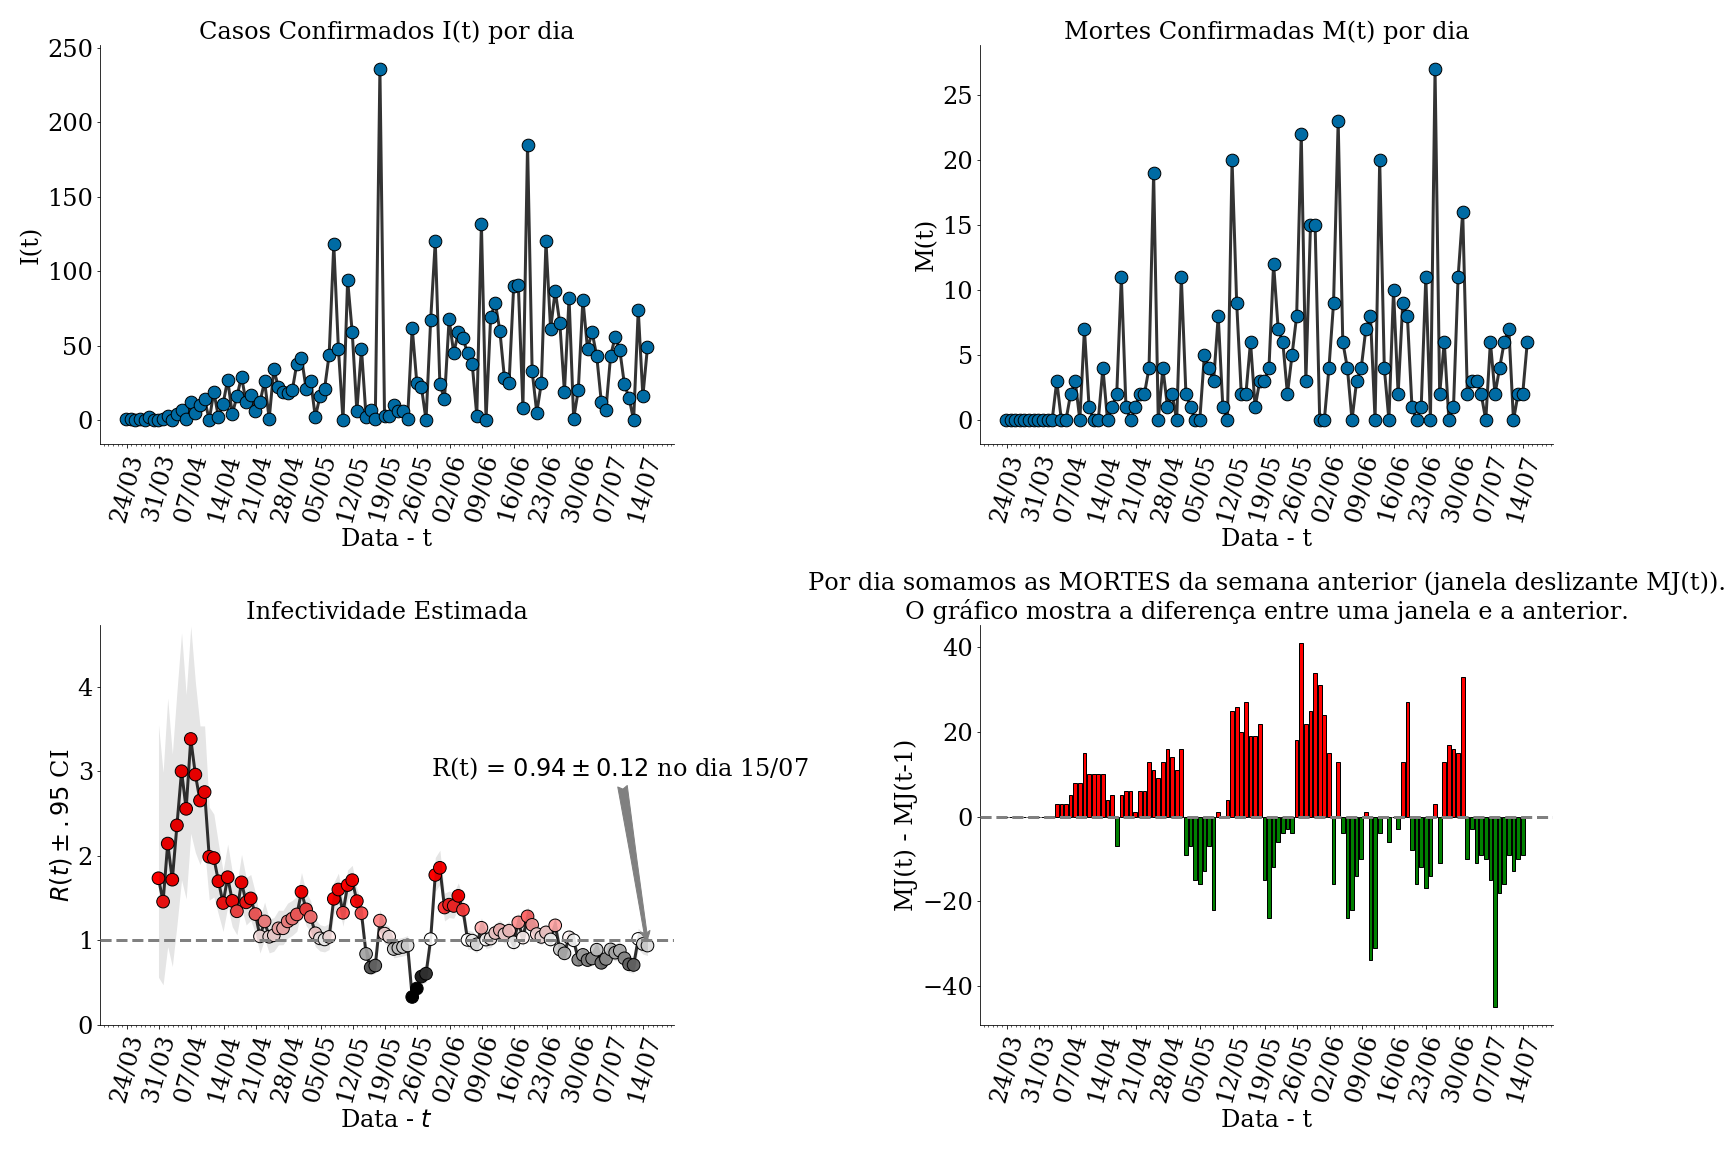 Casos Confirmados I(t) por dia
250
200
150
100
50
0
I(t)
24/03 31/03 07/04 14/04 21/04 28/04 05/05 12/05 19/05 26/05 02/06 09/06 16/06 23/06 30/06 07/07 14/07
Data - t
Mortes Confirmadas M(t) por dia
25
20
15
10
5
0
M(t)
24/03 31/03 07/04 14/04 21/04 28/04 05/05 12/05 19/05 26/05 02/06 09/06 16/06 23/06 30/06 07/07 14/07
Data - t
Infectividade Estimada
4
3
2
1
0
R(t) ± .95 CI
R(t) = 0.94 ± 0.12 no dia 15/07
24/03 31/03 07/04 14/04 21/04 28/04 05/05 12/05 19/05 26/05 02/06 09/06 16/06 23/06 30/06 07/07 14/07
Data - t
Por dia somamos as MORTES da semana anterior (janela deslizante MJ(t)).
O gráfico mostra a diferença entre uma janela e a anterior.
40
20
0
−20
−40
MJ(t) - MJ(t-1)
24/03 31/03 07/04 14/04 21/04 28/04 05/05 12/05 19/05 26/05 02/06 09/06 16/06 23/06 30/06 07/07 14/07
Data - t